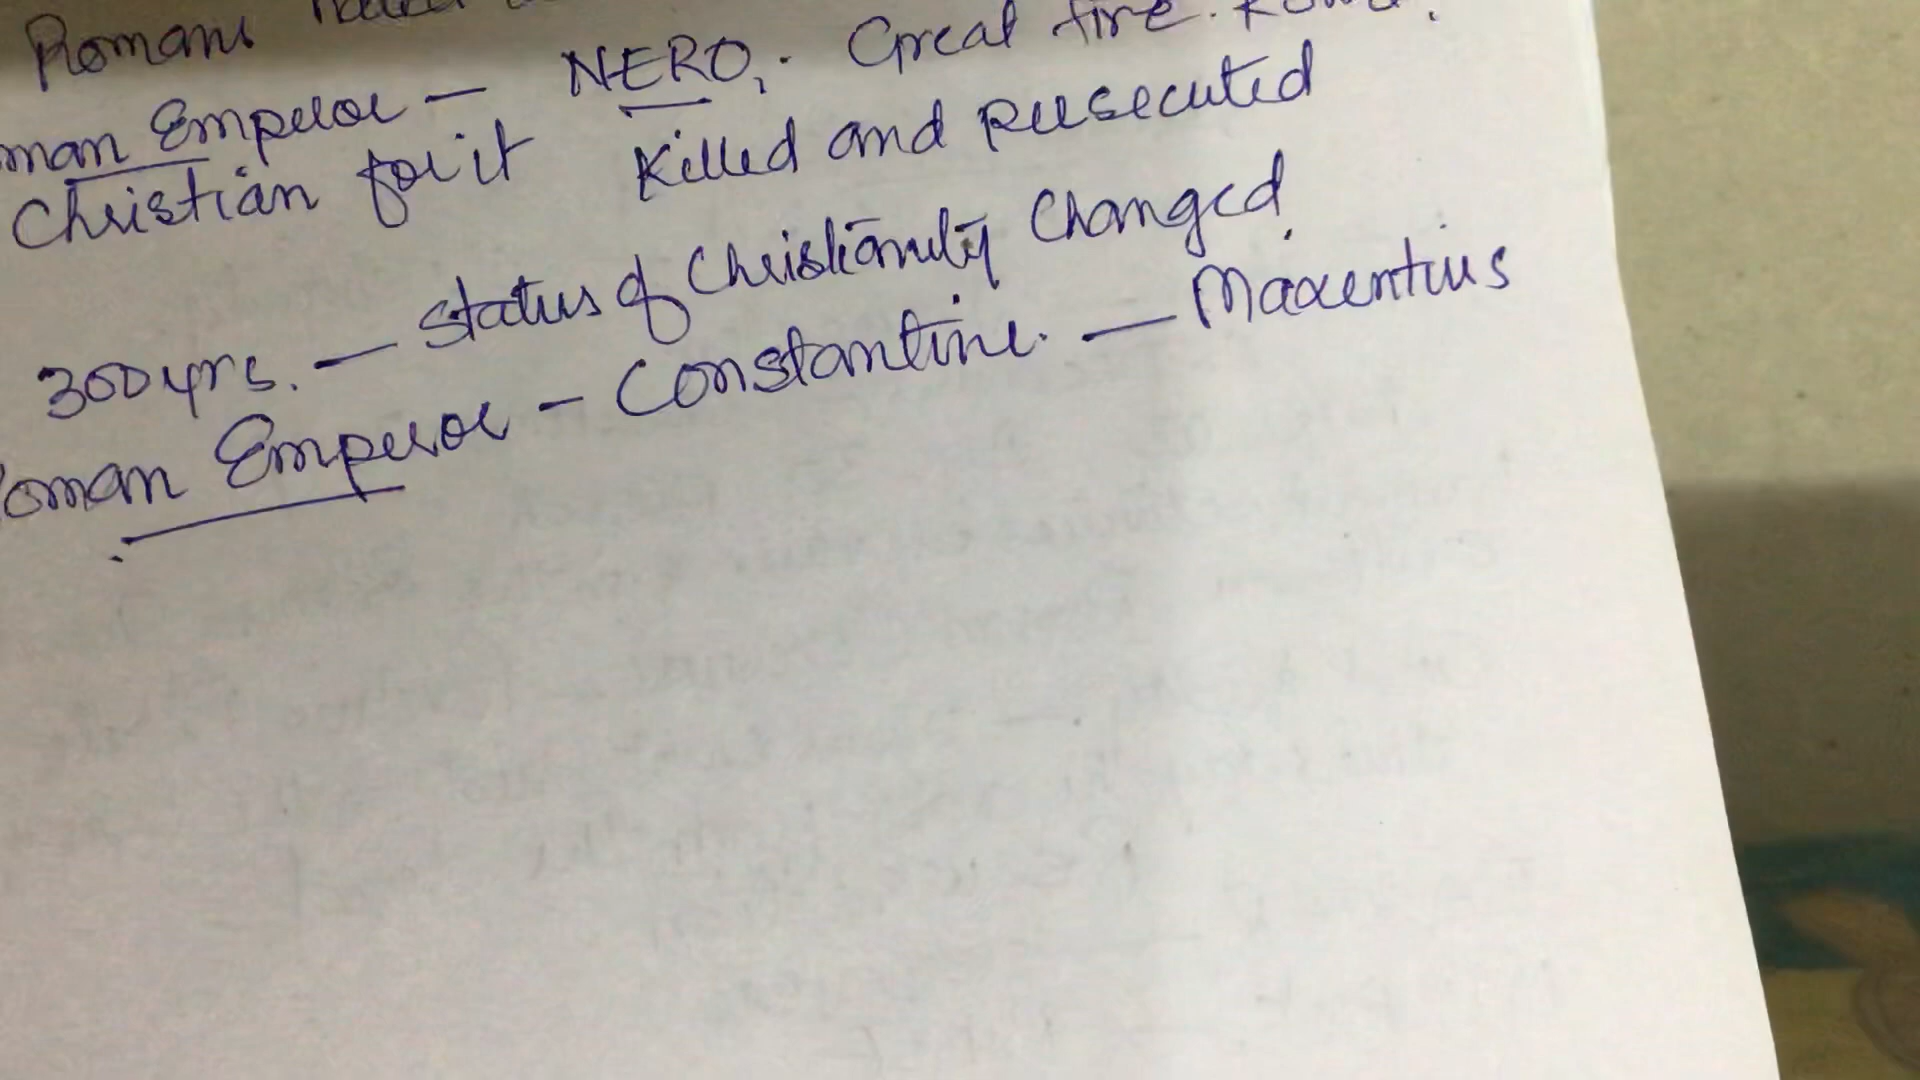 Romans
man Emperor — NERO. Great fire.
Christian for it killed and persecuted
300 yrs. — status of Christianity Changed.
oman Emperor - Constantine. — Maxentius